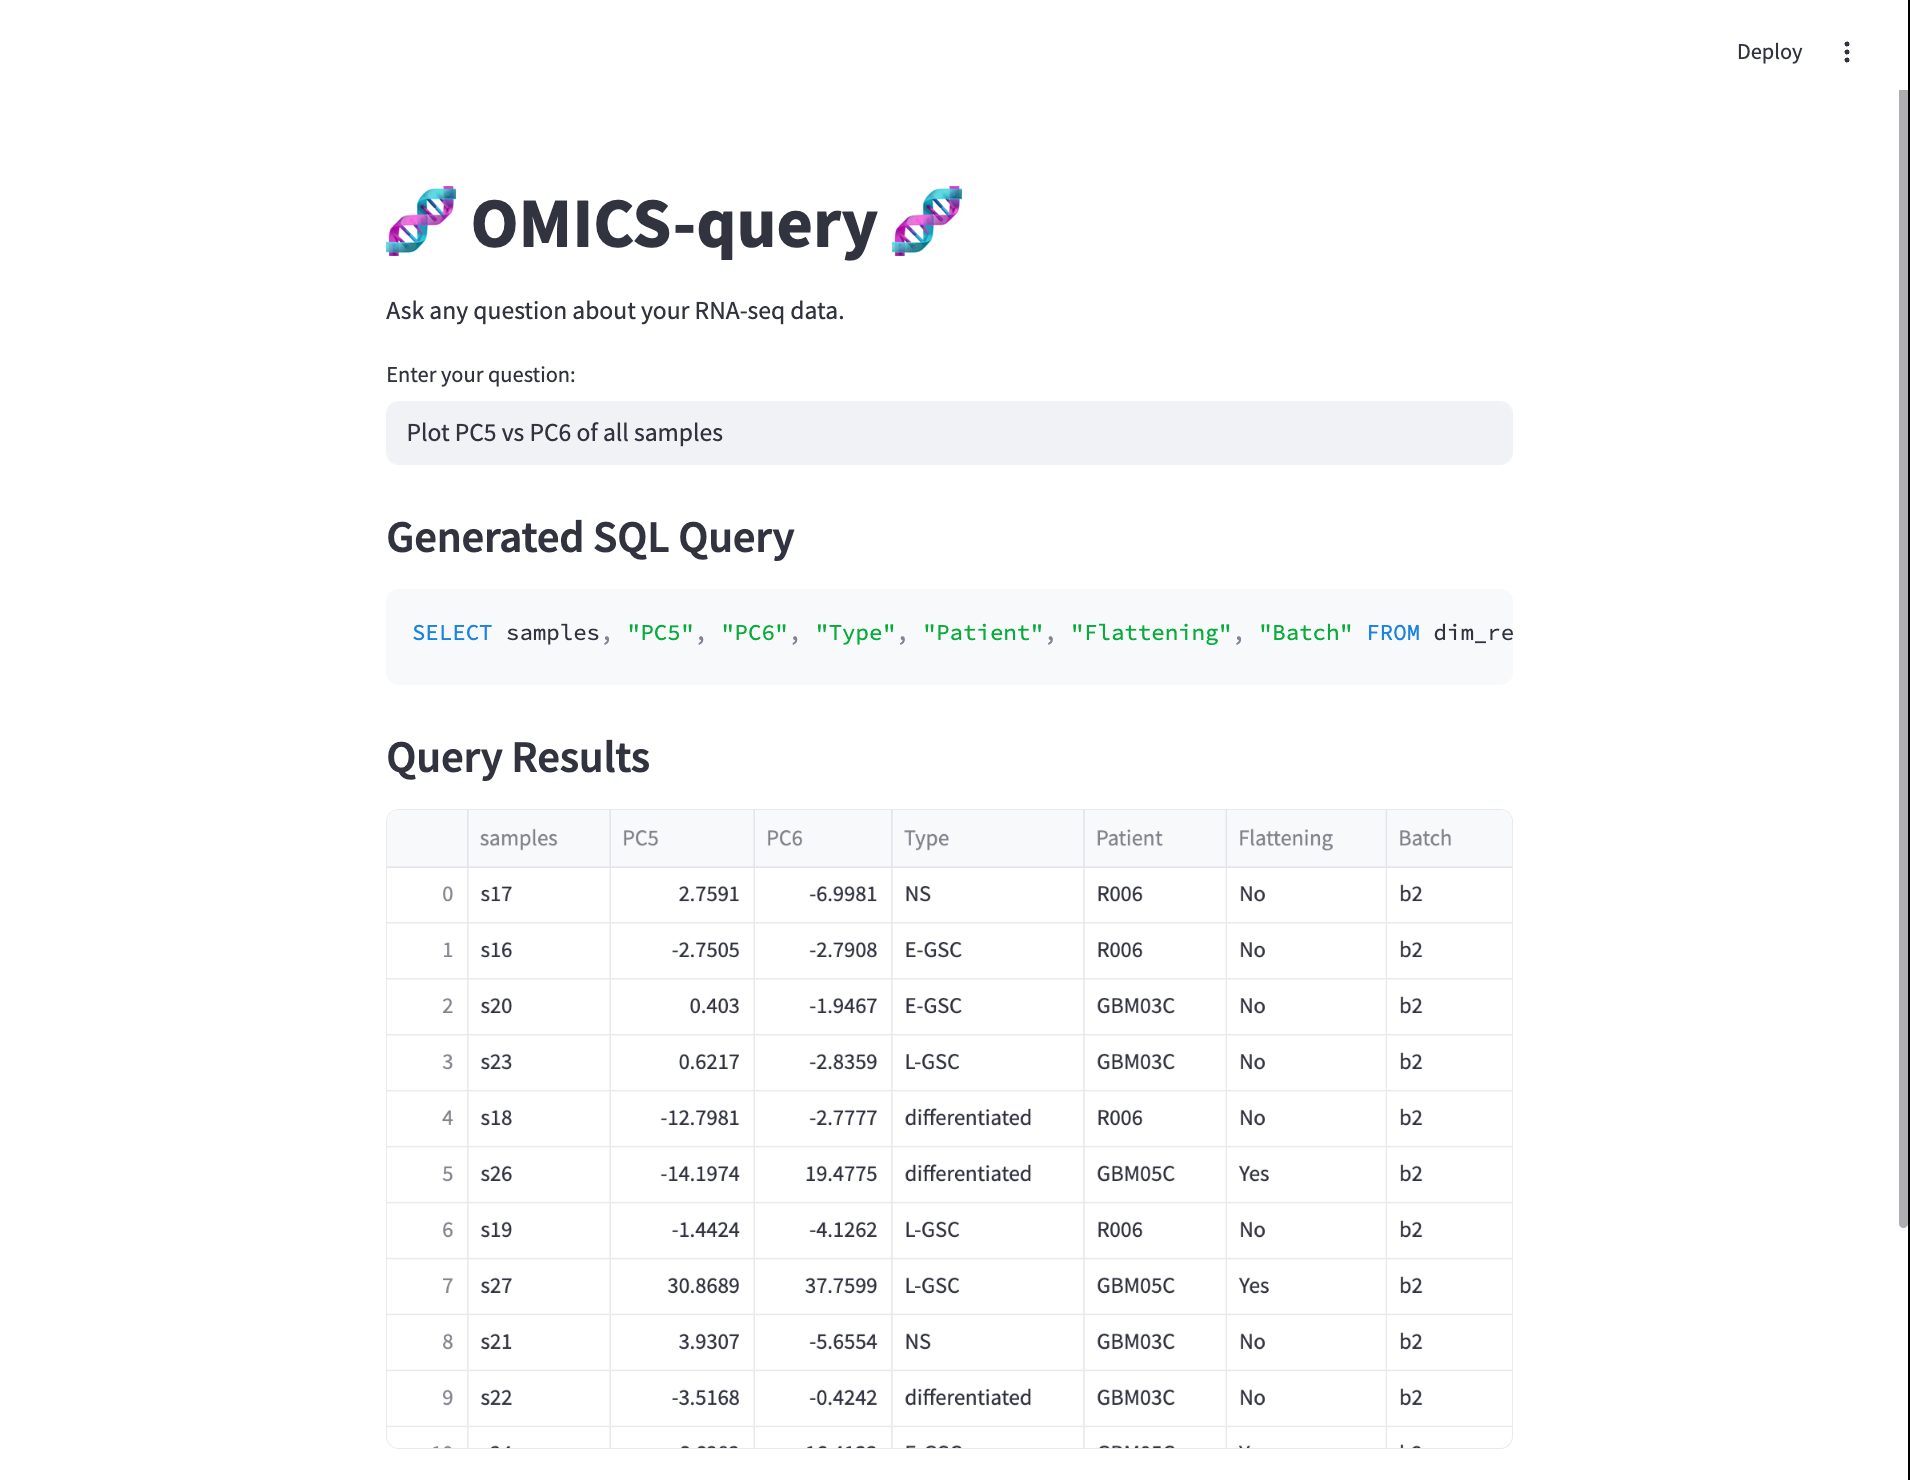 Deploy
OMICS-query
Ask any question about your RNA-seq data.
Enter your question:
Plot PC5 vs PC6 of all samples
Generated SQL Query
SELECT samples, "PC5", "PC6", "Type", "Patient", "Flattening", "Batch" FROM dim_re
Query Results
samples PC5 PC6 Type Patient Flattening Batch
0 s17 2.7591 -6.9981 NS R006 No b2
1 s16 -2.7505 -2.7908 E-GSC R006 No b2
2 s20 0.403 -1.9467 E-GSC GBM03C No b2
3 s23 0.6217 -2.8359 L-GSC GBM03C No b2
4 s18 -12.7981 -2.7777 differentiated R006 No b2
5 s26 -14.1974 19.4775 differentiated GBM05C Yes b2
6 s19 -1.4424 -4.1262 L-GSC R006 No b2
7 s27 30.8689 37.7599 L-GSC GBM05C Yes b2
8 s21 3.9307 -5.6554 NS GBM03C No b2
9 s22 -3.5168 -0.4242 differentiated GBM03C No b2